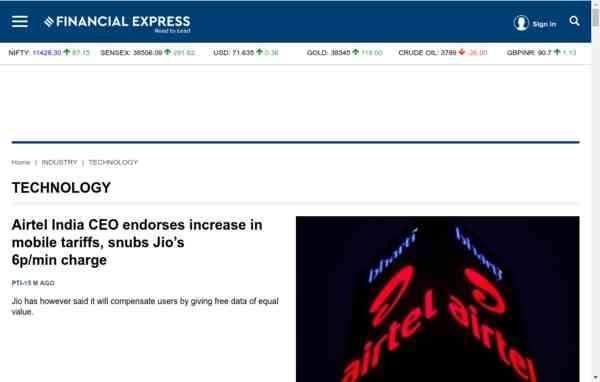 FINANCIAL EXPRESS
Read to Lead
Sign in
NIFTY: 11428.30 87.15 SENSEX: 38506.09 291.62 USD: 71.635 0.36 GOLD: 38345 118.00 CRUDE OIL: 3789 -26.00 GBPINR: 90.7 1.13
Home | INDUSTRY | TECHNOLOGY
TECHNOLOGY
Airtel India CEO endorses increase in
mobile tariffs, snubs Jio’s
6p/min charge
PTI-15 M AGO
Jio has however said it will compensate users by giving free data of equal
value.
bharti bharti
airtel airtel